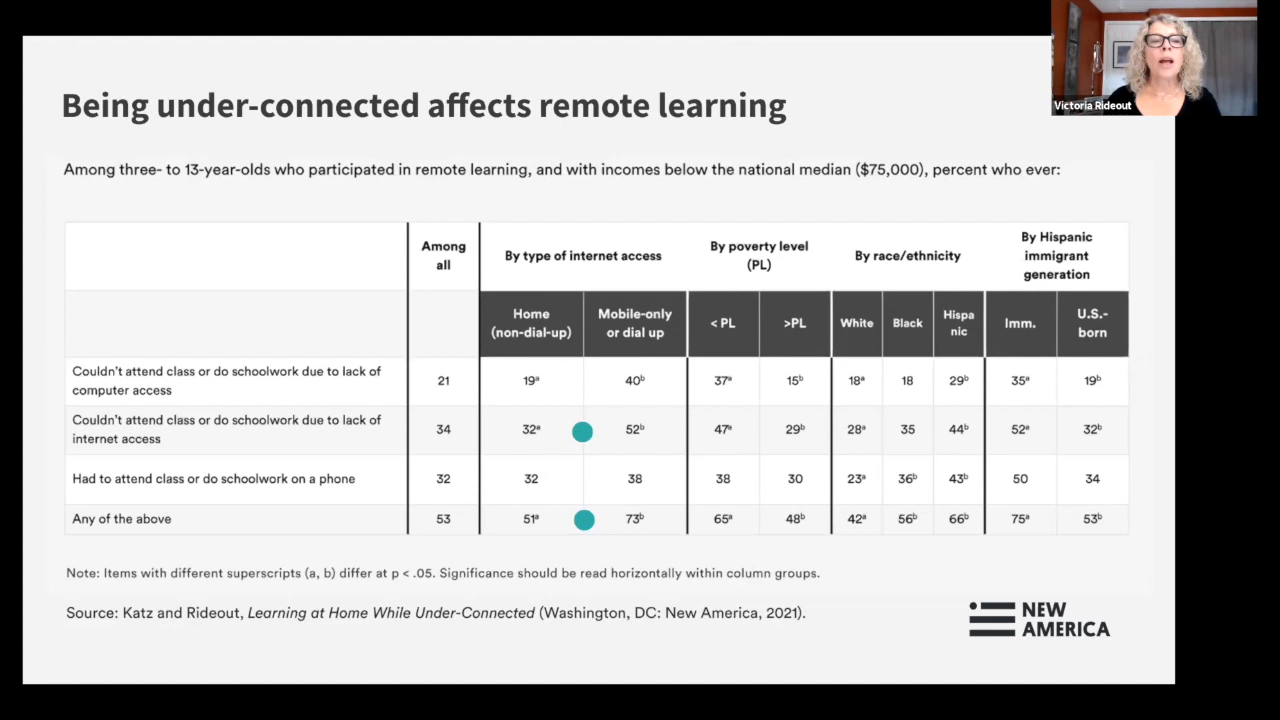 Victoria Rideout
Being under-connected affects remote learning
Among three- to 13-year-olds who participated in remote learning, and with incomes below the national median ($75,000), percent who ever:
Among all
By type of internet access
By poverty level (PL)
By race/ethnicity
By Hispanic immigrant generation
Home (non-dial-up)
Mobile-only or dial up
< PL
>PL
White
Black
Hispa nic
Imm.
U.S.-born
Couldn't attend class or do schoolwork due to lack of computer access
21 19ᵃ 40ᵇ 37ᵃ 15ᵇ 18ᵃ 18 29ᵇ 35ᵃ 19ᵇ
Couldn't attend class or do schoolwork due to lack of internet access
34 32ᵃ 52ᵇ 47ᵃ 29ᵇ 28ᵃ 35 44ᵇ 52ᵃ 32ᵇ
Had to attend class or do schoolwork on a phone
32 32 38 38 30 23ᵃ 36ᵇ 43ᵇ 50 34
Any of the above
53 51ᵃ 73ᵇ 65ᵃ 48ᵇ 42ᵃ 56ᵇ 66ᵇ 75ᵃ 53ᵇ
Note: Items with different superscripts (a, b) differ at p < .05. Significance should be read horizontally within column groups.
Source: Katz and Rideout, Learning at Home While Under-Connected (Washington, DC: New America, 2021).
NEW
AMERICA